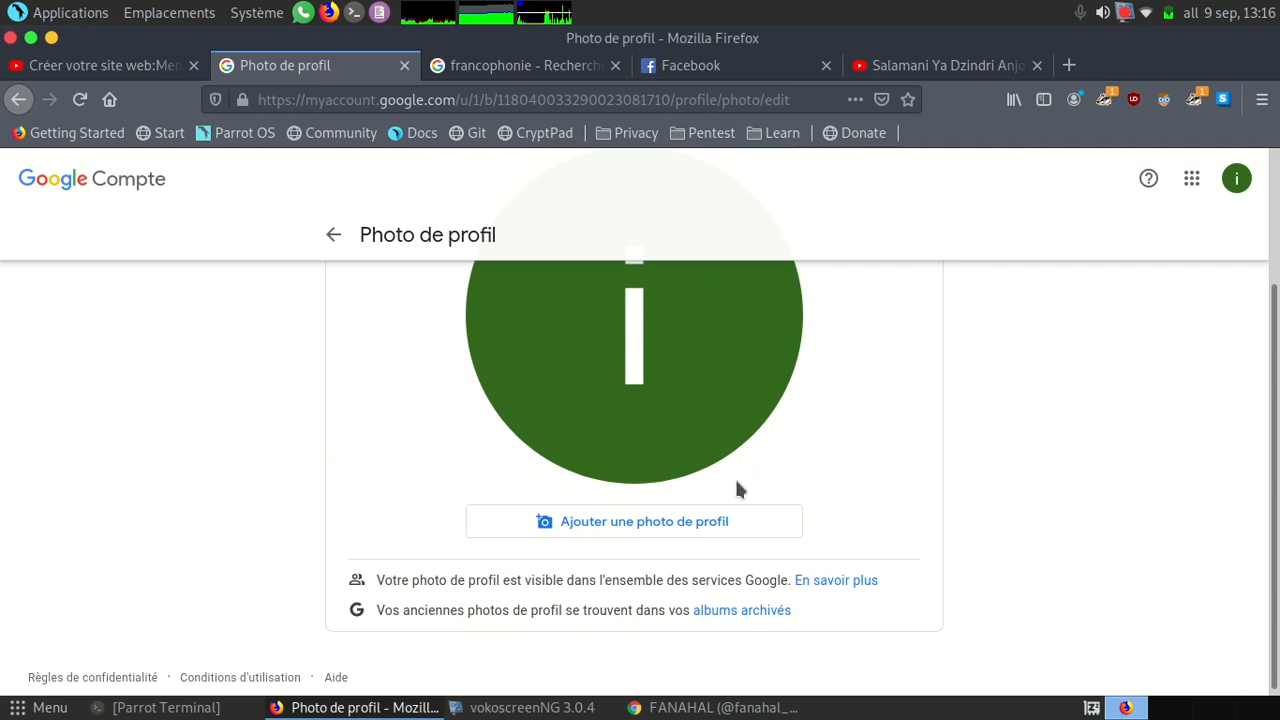 Applications Emplacements Système all 9 sep, 13:16
Photo de profil - Mozilla Firefox
Créer votre site web:Men Photo de profil francophonie - Recherch Facebook Salamani Ya Dzindri Anjo
https://myaccount.google.com/u/1/b/118040033290023081710/profile/photo/edit
Getting Started Start Parrot OS Community Docs Git CryptPad Privacy Pentest Learn Donate
Google Compte i
Photo de profil
i
Ajouter une photo de profil
Votre photo de profil est visible dans l'ensemble des services Google. En savoir plus
Vos anciennes photos de profil se trouvent dans vos albums archivés
Règles de confidentialité · Conditions d'utilisation · Aide
Menu [Parrot Terminal] Photo de profil - Mozill... vokoscreenNG 3.0.4 FANAHAL (@fanahal_...